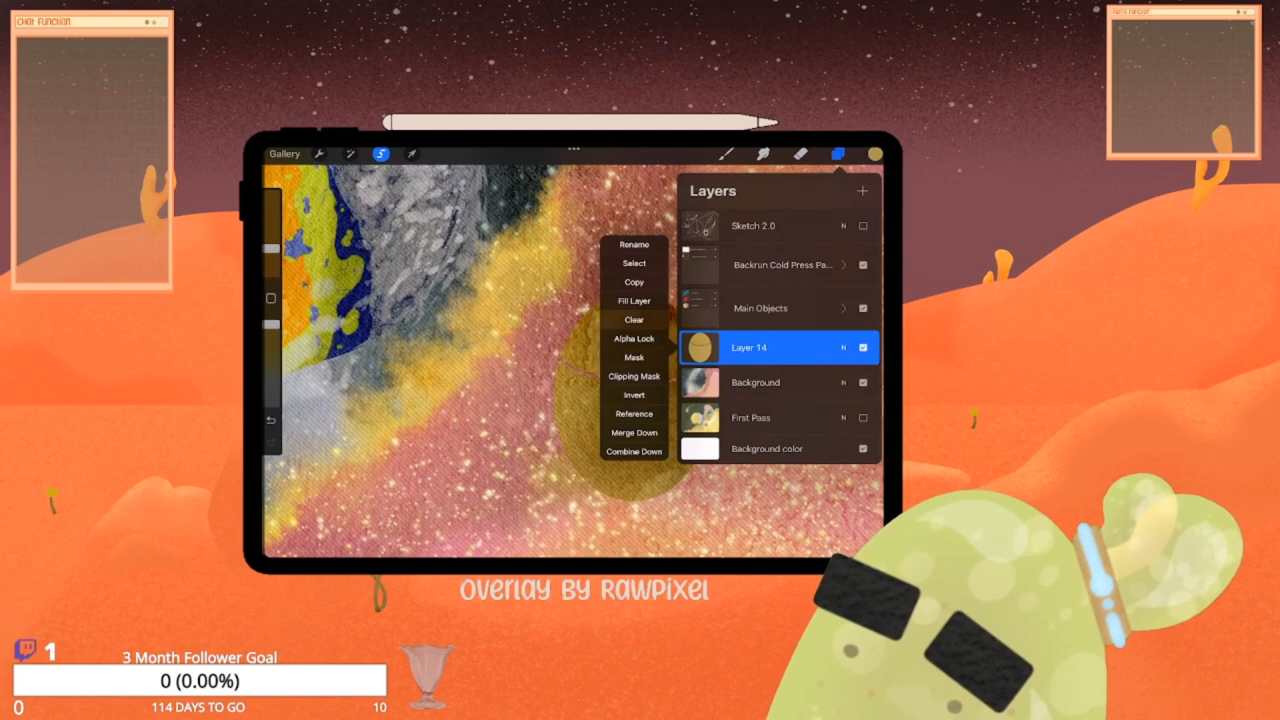 Chat Function
Gallery
Layers
Sketch 2.0
N
Backrun Cold Press Pa...
Main Objects
Layer 14
N
Background
N
First Pass
N
Background color
Rename
Select
Copy
Fill Layer
Clear
Alpha Lock
Mask
Clipping Mask
Invert
Reference
Merge Down
Combine Down
Overlay by Rawpixel
1
3 Month Follower Goal
0 (0.00%)
0
114 DAYS TO GO
10